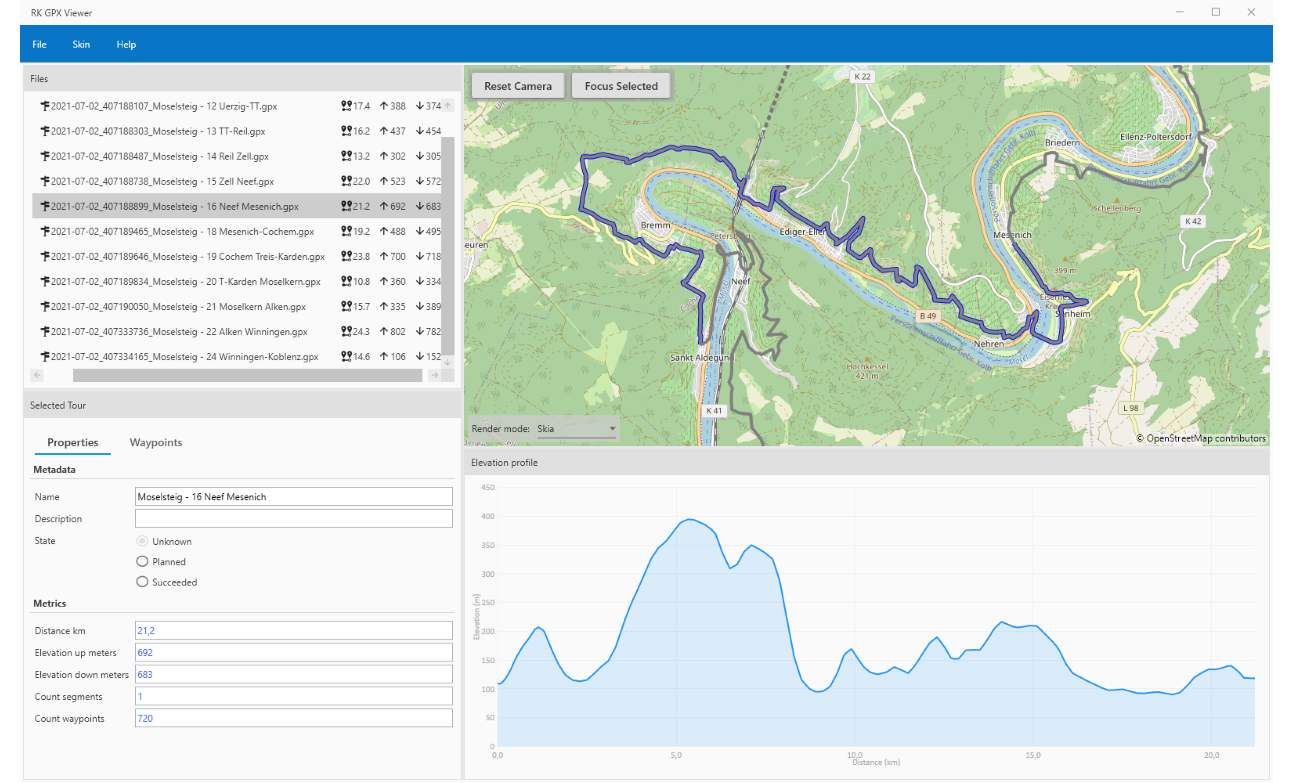 RK GPX Viewer
File Skin Help
Files
2021-07-02_407188107_Moselsteig - 12 Uerzig-TT.gpx 17.4 388 374
2021-07-02_407188303_Moselsteig - 13 TT-Reil.gpx 16.2 437 454
2021-07-02_407188487_Moselsteig - 14 Reil Zell.gpx 13.2 302 305
2021-07-02_407188738_Moselsteig - 15 Zell Neef.gpx 22.0 523 572
2021-07-02_407188899_Moselsteig - 16 Neef Mesenich.gpx 21.2 692 683
2021-07-02_407189465_Moselsteig - 18 Mesenich-Cochem.gpx 19.2 488 495
2021-07-02_407189646_Moselsteig - 19 Cochem Treis-Karden.gpx 23.8 700 718
2021-07-02_407189834_Moselsteig - 20 T-Karden Moselkern.gpx 10.8 360 334
2021-07-02_407190050_Moselsteig - 21 Moselkern Alken.gpx 15.7 335 389
2021-07-02_407333736_Moselsteig - 22 Alken Winningen.gpx 24.3 802 782
2021-07-02_407334165_Moselsteig - 24 Winningen-Koblenz.gpx 14.6 106 152
Selected Tour
Properties Waypoints
Metadata
Name Moselsteig - 16 Neef Mesenich
Description
State Unknown
Planned
Succeeded
Metrics
Distance km 21,2
Elevation up meters 692
Elevation down meters 683
Count segments 1
Count waypoints 720
Reset Camera Focus Selected
K 22
Ellenz-Poltersdorf
Briedern
Schellenberg
K 42
Bremm
Ediger-Eller
Mesenich
euren
399 m
Neef
B 49
Senheim
Nehren
Personenschifffahrt Gebr. Kolb
Mosel
Sankt Aldegund
Hochkessel
421 m
K 41
L 98
Render mode: Skia
© OpenStreetMap contributors
Elevation profile
450
400
350
300
250
200
150
100
50
0
Elevation (m)
0,0 5,0 10,0 15,0 20,0
Distance (km)